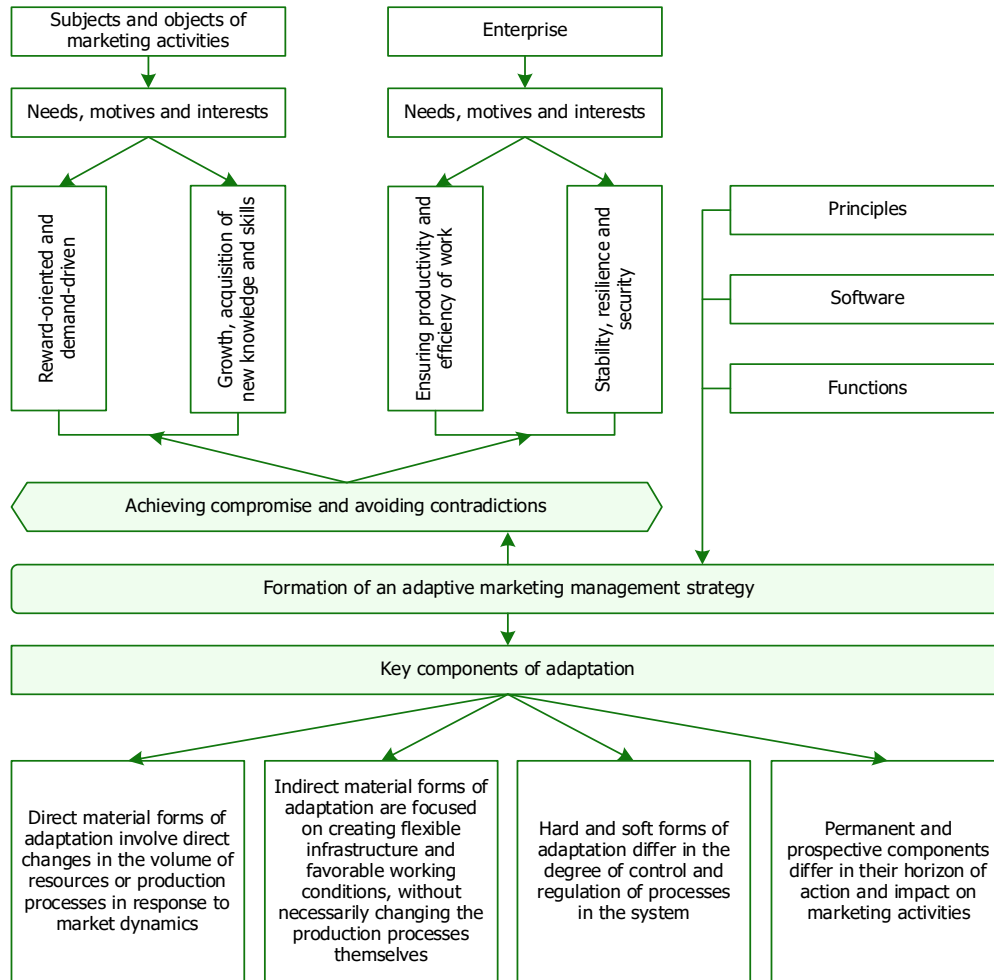 Subjects and objects of
marketing activities
Enterprise
Needs, motives and interests
Needs, motives and interests
Reward-oriented and
demand-driven
Growth, acquisition of
new knowledge and skills
Ensuring productivity and
efficiency of work
Stability, resilience and
security
Principles
Software
Functions
Achieving compromise and avoiding contradictions
Formation of an adaptive marketing management strategy
Key components of adaptation
Direct material forms of
adaptation involve direct
changes in the volume of
resources or production
processes in response to
market dynamics
Indirect material forms of
adaptation are focused
on creating flexible
infrastructure and
favorable working
conditions, without
necessarily changing the
production processes
themselves
Hard and soft forms of
adaptation differ in the
degree of control and
regulation of processes
in the system
Permanent and
prospective components
differ in their horizon of
action and impact on
marketing activities